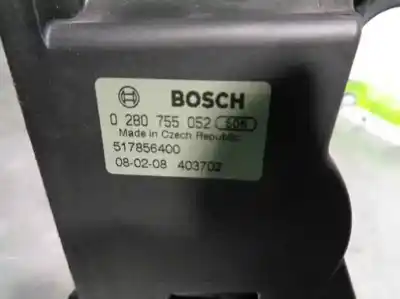 BOSCH
0 280 755 052
Made in Czech Republic
517856400
08-02-08 403702